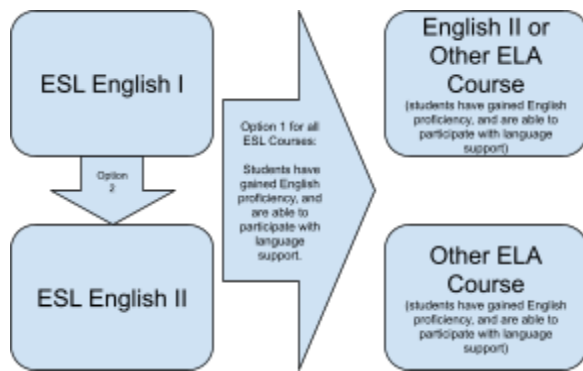 ESL English I
Option
2
ESL English II
Option 1 for all
ESL Courses:
Students have
gained English
proficiency, and
are able to
participate with
language
support.
English II or
Other ELA
Course
(students have gained English
proficiency, and are able to
participate with language
support)
Other ELA
Course
(students have gained English
proficiency, and are able to
participate with language
support)